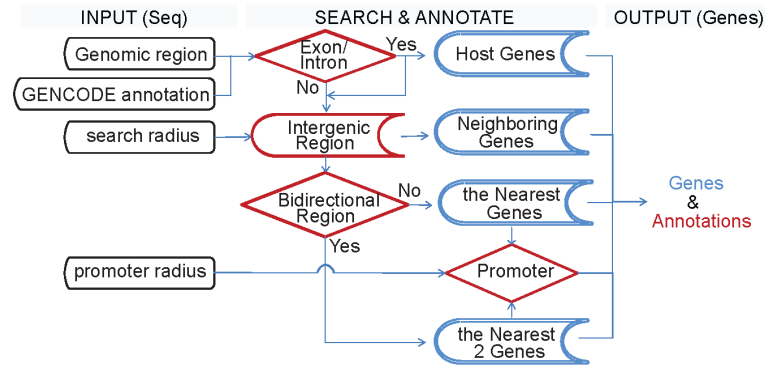 INPUT (Seq)
SEARCH & ANNOTATE
OUTPUT (Genes)
Genomic region
Exon/
Intron
Yes
Host Genes
No
GENCODE annotation
search radius
Intergenic
Region
Neighboring
Genes
Bidirectional
Region
No
the Nearest
Genes
Genes
&
Annotations
Yes
promoter radius
Promoter
the Nearest
2 Genes